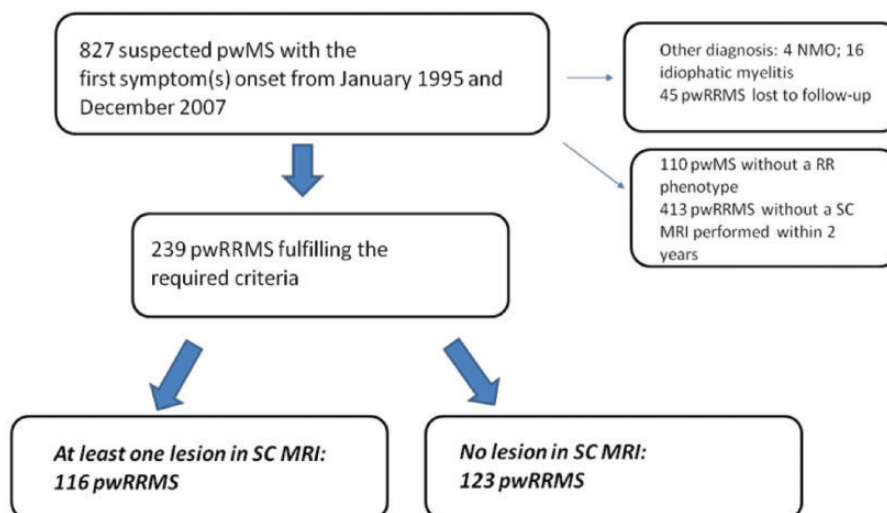 827 suspected pwMS with the
first symptom(s) onset from January 1995 and
December 2007
Other diagnosis: 4 NMO; 16
idiophatic myelitis
45 pwRRMS lost to follow-up
110 pwMS without a RR
phenotype
413 pwRRMS without a SC
MRI performed within 2
years
239 pwRRMS fulfilling the
required criteria
At least one lesion in SC MRI:
116 pwRRMS
No lesion in SC MRI:
123 pwRRMS